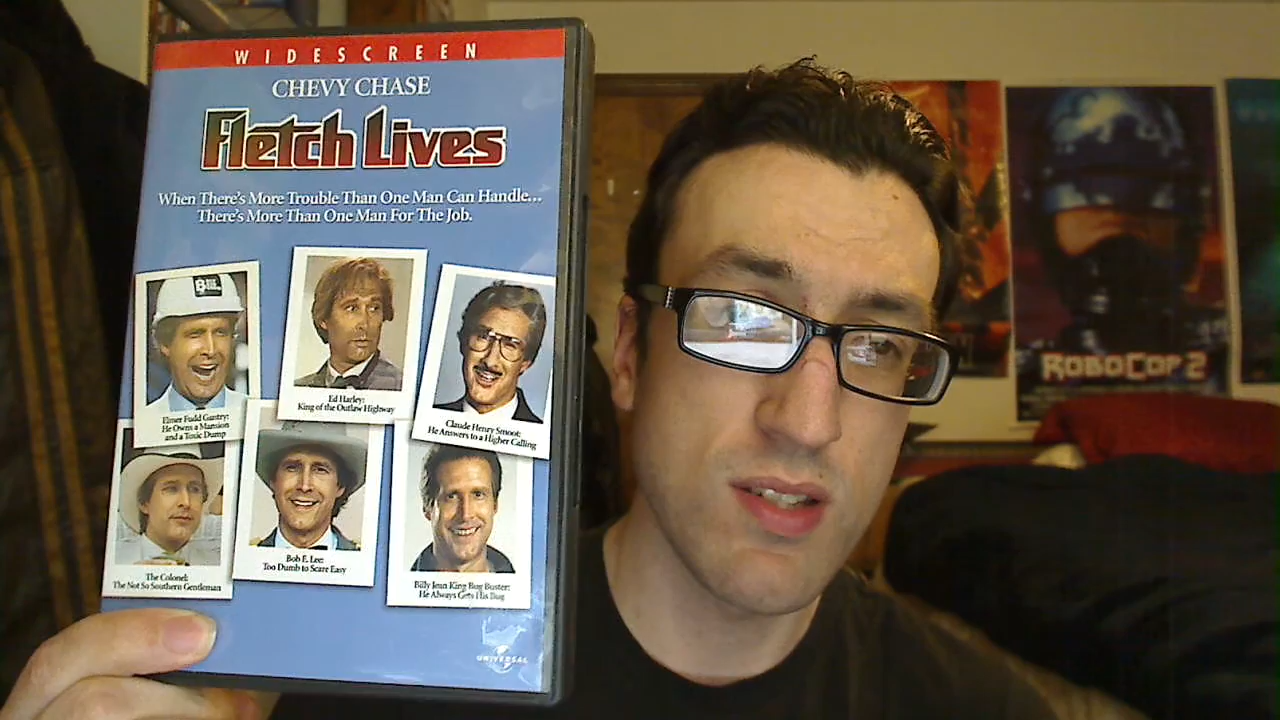 WIDESCREEN
CHEVY CHASE
Fletch Lives
When There's More Trouble Than One Man Can Handle...
There's More Than One Man For The Job.
Elmer Fudd Gantry:
He Owns a Mansion
and a Toxic Dump
Ed Harley:
King of the Outlaw Highway
Claude Henry Smoot:
He Answers to a Higher Calling
The Colonel:
The Not So Southern Gentleman
Bob E. Lee:
Too Dumb to Scare Easy
Billy Jean King Bug Buster:
He Always Gets His Bug
UNIVERSAL
ROBOCOP 2